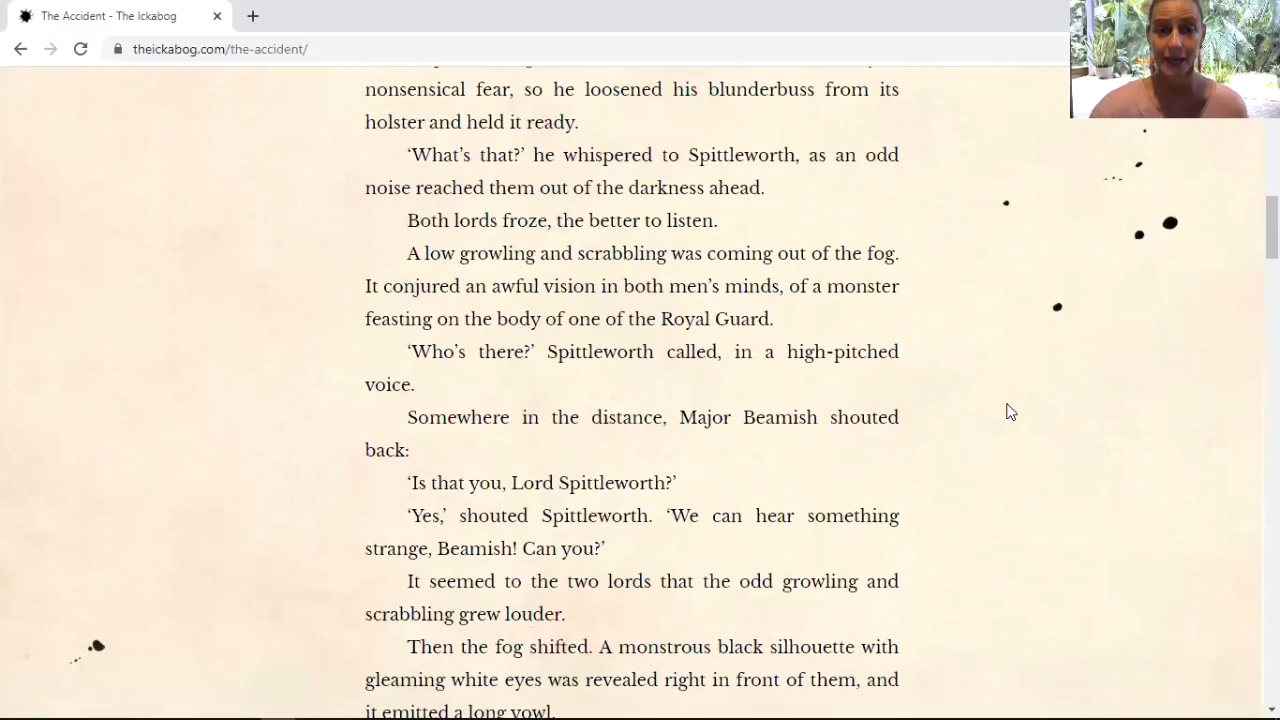 The Accident - The Ickabog
theickabog.com/the-accident/
nonsensical fear, so he loosened his blunderbuss from its
holster and held it ready.
‘What’s that?’ he whispered to Spittleworth, as an odd
noise reached them out of the darkness ahead.
Both lords froze, the better to listen.
A low growling and scrabbling was coming out of the fog.
It conjured an awful vision in both men’s minds, of a monster
feasting on the body of one of the Royal Guard.
‘Who’s there?’ Spittleworth called, in a high-pitched
voice.
Somewhere in the distance, Major Beamish shouted
back:
‘Is that you, Lord Spittleworth?’
‘Yes,’ shouted Spittleworth. ‘We can hear something
strange, Beamish! Can you?’
It seemed to the two lords that the odd growling and
scrabbling grew louder.
Then the fog shifted. A monstrous black silhouette with
gleaming white eyes was revealed right in front of them, and
it emitted a long yowl.